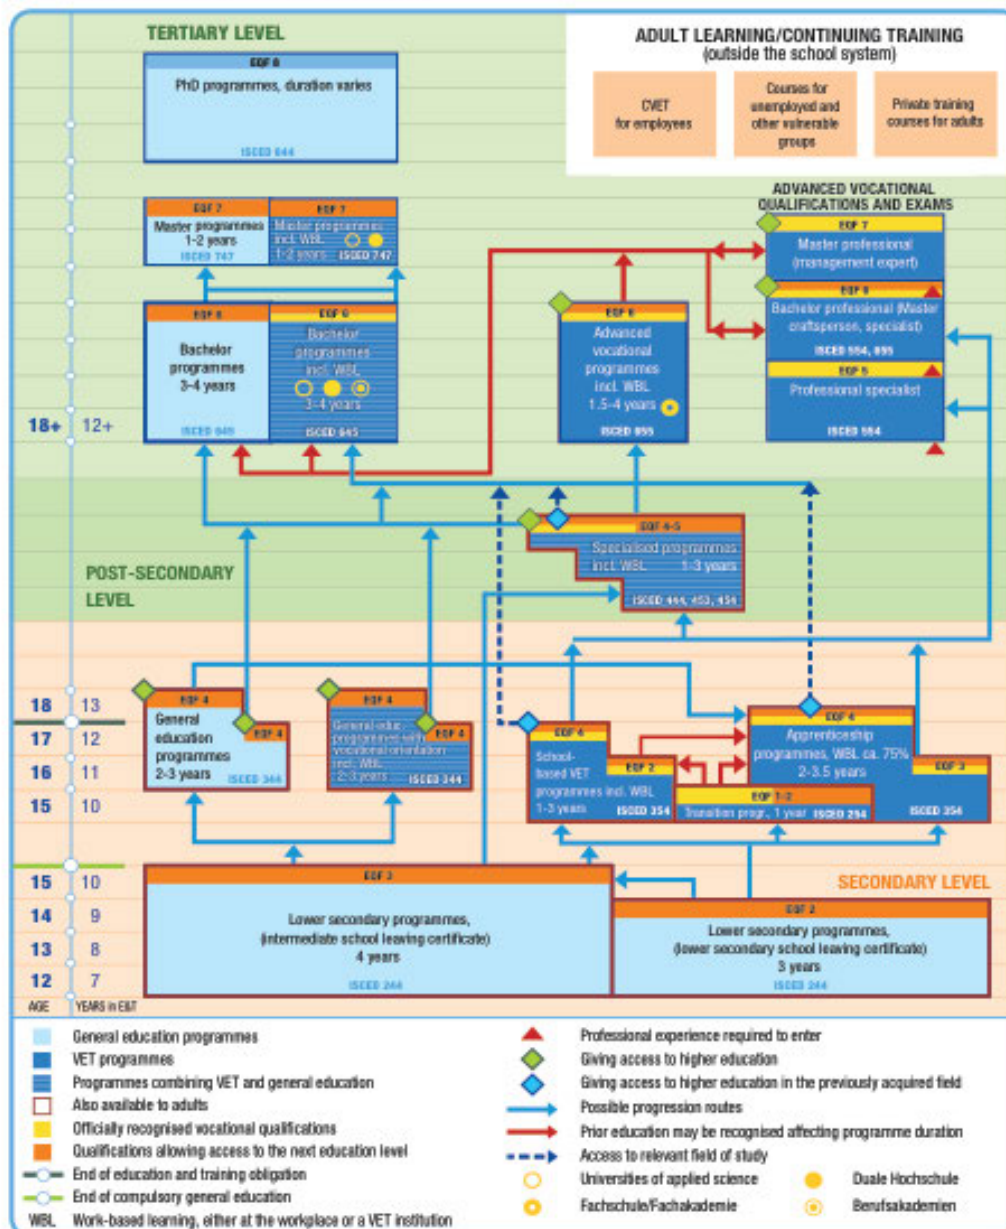 TERTIARY LEVEL
EQF 8
PhD programmes, duration varies
ISCED 844
ADULT LEARNING/CONTINUING TRAINING
(outside the school system)
CVET
for employees
Courses for
unemployed and
other vulnerable
groups
Private training
courses for adults
EQF 7
Master programmes
1-2 years
ISCED 747
EQF 7
Master programmes
incl. WBL
1-2 years
ISCED 747
ADVANCED VOCATIONAL
QUALIFICATIONS AND EXAMS
EQF 7
Master professional
(management expert)
EQF 6
Bachelor professional (Master
craftsperson, specialist)
ISCED 554, 655
EQF 5
Professional specialist
ISCED 554
EQF 6
Bachelor
programmes
3-4 years
ISCED 645
EQF 6
Bachelor
programmes
incl. WBL
3-4 years
ISCED 645
EQF 6
Advanced
vocational
programmes
incl. WBL
1.5-4 years
ISCED 655
18+ 12+
POST-SECONDARY
LEVEL
EQF 4-5
Specialised programmes
incl. WBL 1-3 years
ISCED 444, 453, 454
18 13
17 12
16 11
15 10
EQF 4
General
education
programmes
2-3 years
EQF 4
ISCED 344
EQF 4
General educ.
programmes with
vocational orientation
incl. WBL
2-3 years
EQF 4
ISCED 344
EQF 4
School-
based VET
programmes incl. WBL
1-3 years
EQF 2
ISCED 354
EQF 4
Apprenticeship
programmes, WBL ca. 75%
2-3.5 years
EQF 3
ISCED 354
EQF 1-2
Transition progr., 1 year ISCED 254
SECONDARY LEVEL
15 10
14 9
13 8
12 7
AGE YEARS in E&T
EQF 3
Lower secondary programmes,
(intermediate school leaving certificate)
4 years
ISCED 244
EQF 2
Lower secondary programmes,
(lower secondary school leaving certificate)
3 years
ISCED 244
General education programmes
VET programmes
Programmes combining VET and general education
Also available to adults
Officially recognised vocational qualifications
Qualifications allowing access to the next education level
End of education and training obligation
End of compulsory general education
WBL Work-based learning, either at the workplace or a VET institution
Professional experience required to enter
Giving access to higher education
Giving access to higher education in the previously acquired field
Possible progression routes
Prior education may be recognised affecting programme duration
Access to relevant field of study
Universities of applied science
Duale Hochschule
Fachschule/Fachakademie
Berufsakademien